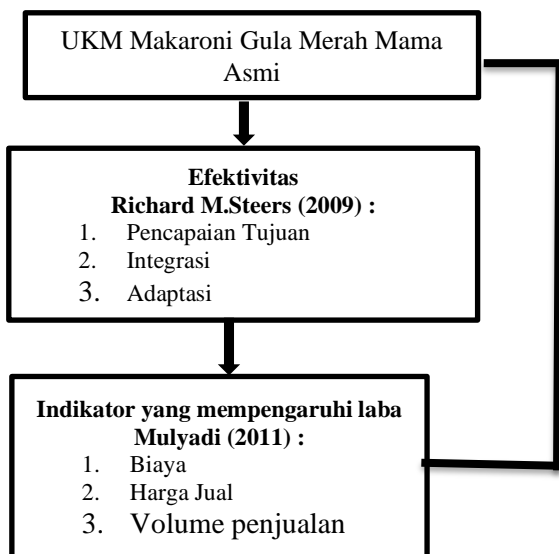 UKM Makaroni Gula Merah Mama
Asmi
Efektivitas
Richard M.Steers (2009) :
1. Pencapaian Tujuan
2. Integrasi
3. Adaptasi
Indikator yang mempengaruhi laba
Mulyadi (2011) :
1. Biaya
2. Harga Jual
3. Volume penjualan